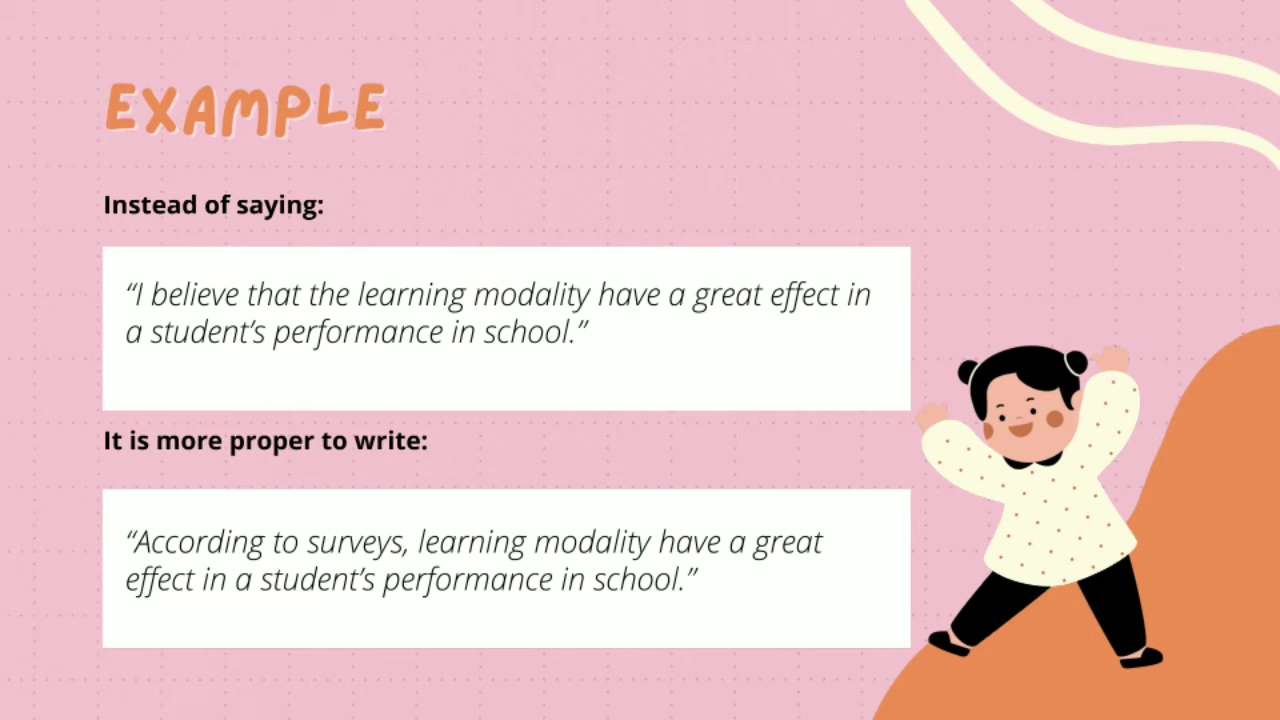 EXAMPLE
Instead of saying:
“I believe that the learning modality have a great effect in
a student’s performance in school.”
It is more proper to write:
“According to surveys, learning modality have a great
effect in a student’s performance in school.”